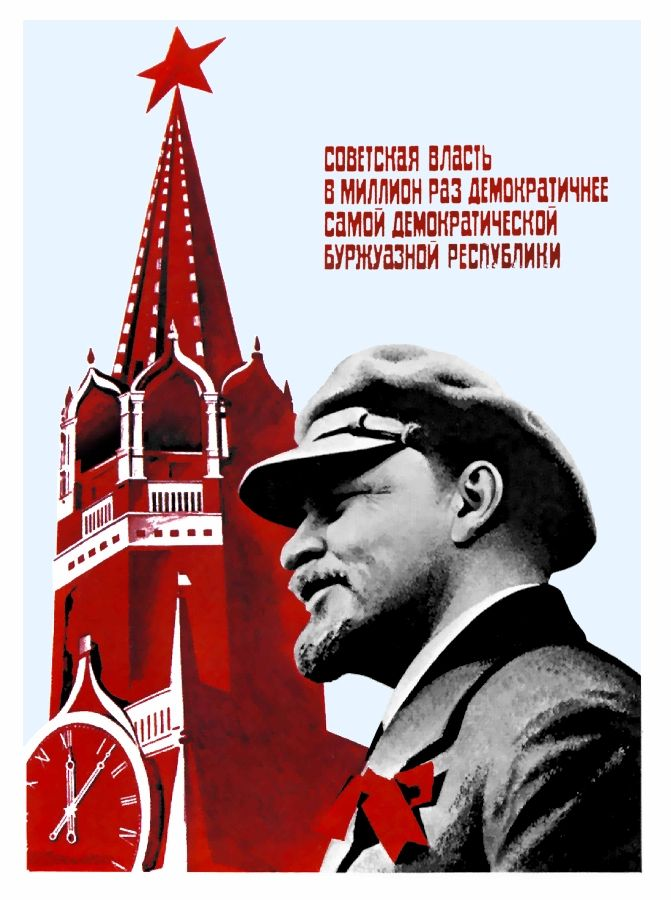 СОВЕТСКАЯ ВЛАСТЬ
В МИЛЛИОН РАЗ ДЕМОКРАТИЧНЕЕ
САМОЙ ДЕМОКРАТИЧЕСКОЙ
БУРЖУАЗНОЙ РЕСПУБЛИКИ